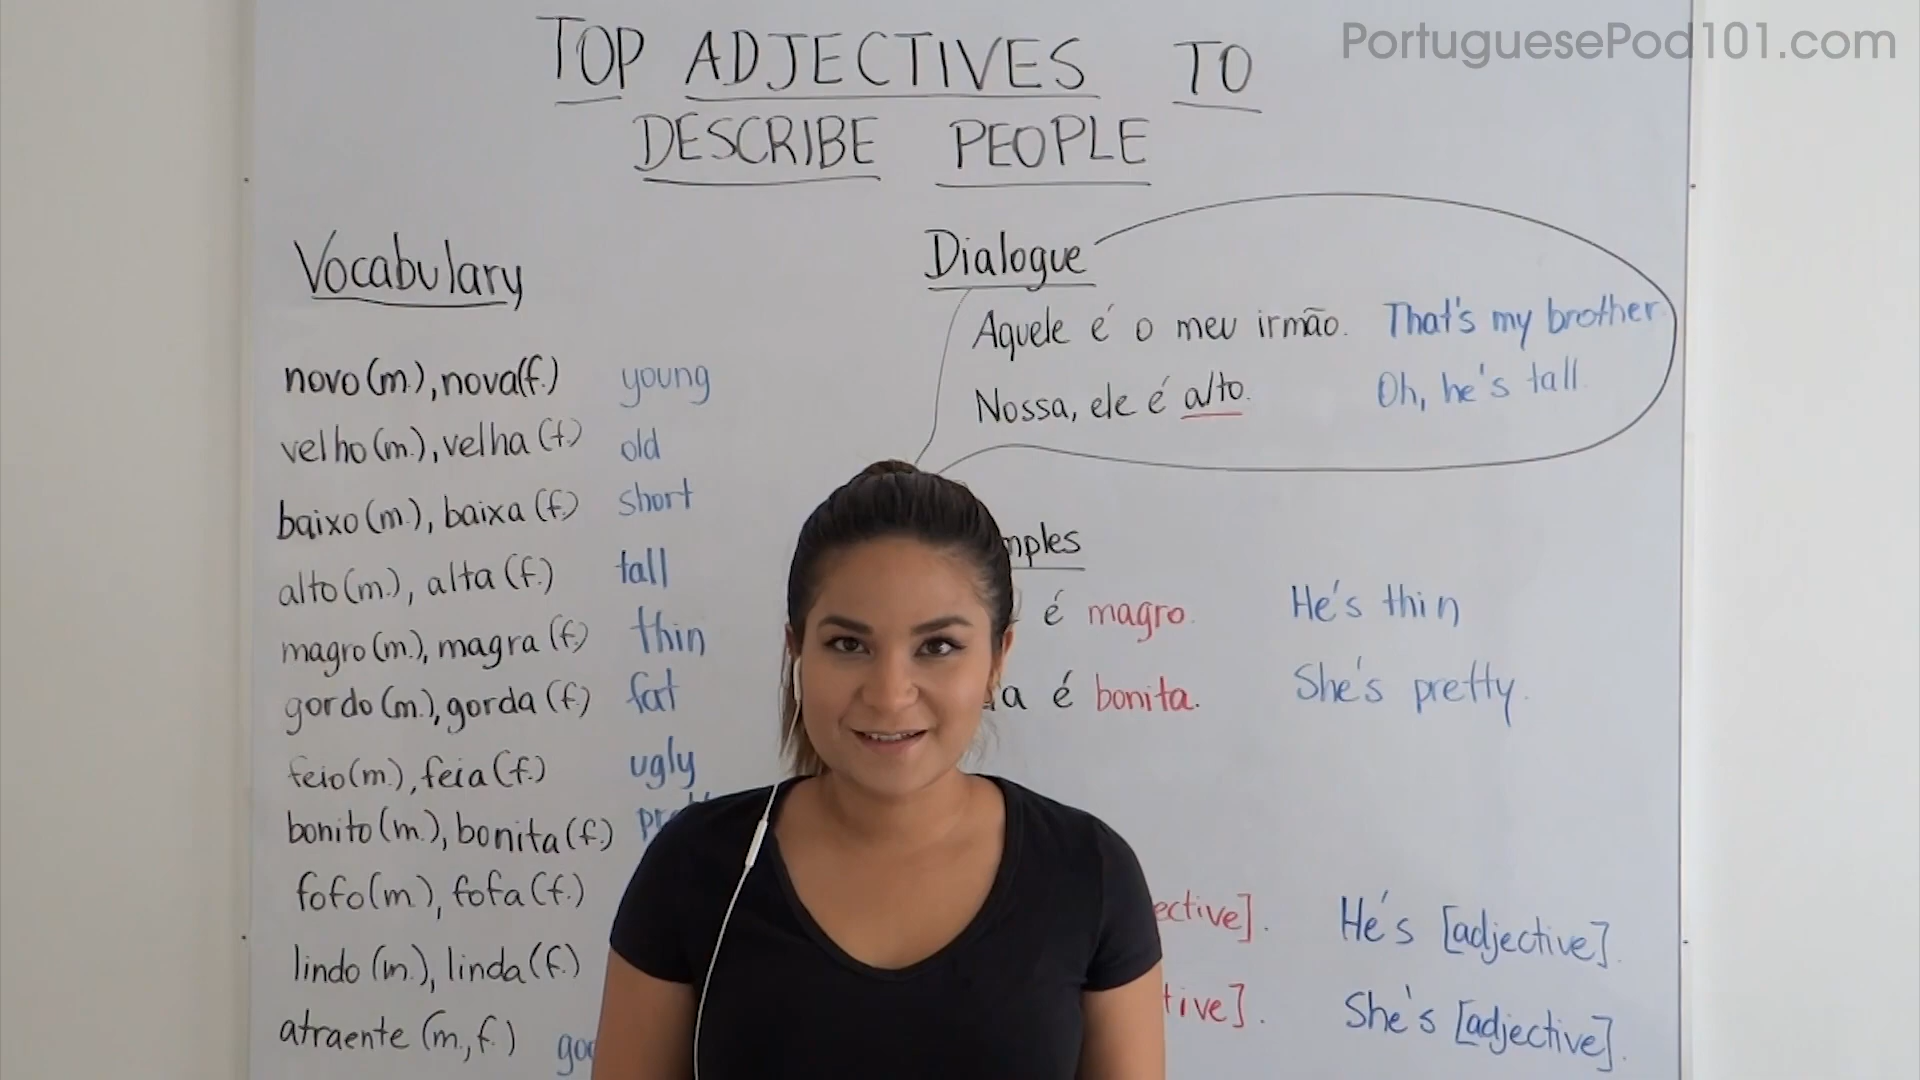 PortuguesePod101.com
TOP ADJECTIVES TO
DESCRIBE PEOPLE
Vocabulary
novo (m.), nova (f.) young
velho (m.), velha (f.) old
baixo (m.), baixa (f.) short
alto (m.), alta (f.) tall
magro (m.), magra (f.) thin
gordo (m.), gorda (f.) fat
feio (m.), feia (f.) ugly
bonito (m.), bonita (f.)
fofo (m.), fofa (f.)
lindo (m.), linda (f.)
atraente (m., f.)
Dialogue
Aquele é o meu irmão. That's my brother
Nossa, ele é alto. Oh, he's tall.
é magro. He's thin
é bonita. She's pretty.
He's [adjective].
She's [adjective].